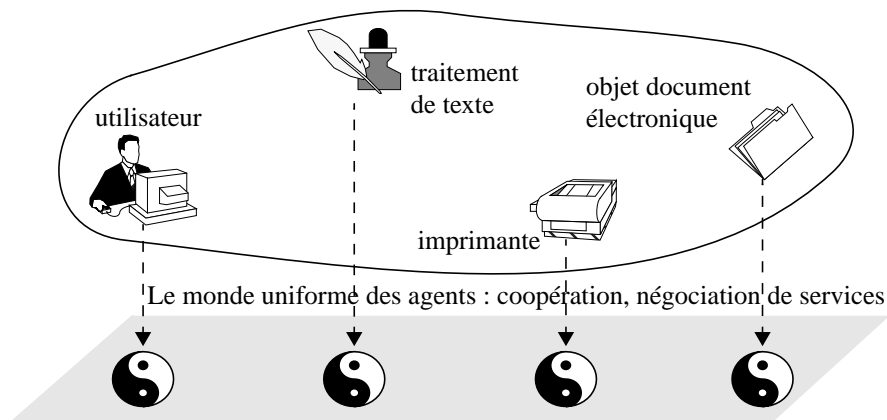 traitement
de texte
objet document
électronique
utilisateur
imprimante
Le monde uniforme des agents : coopération, négociation de services